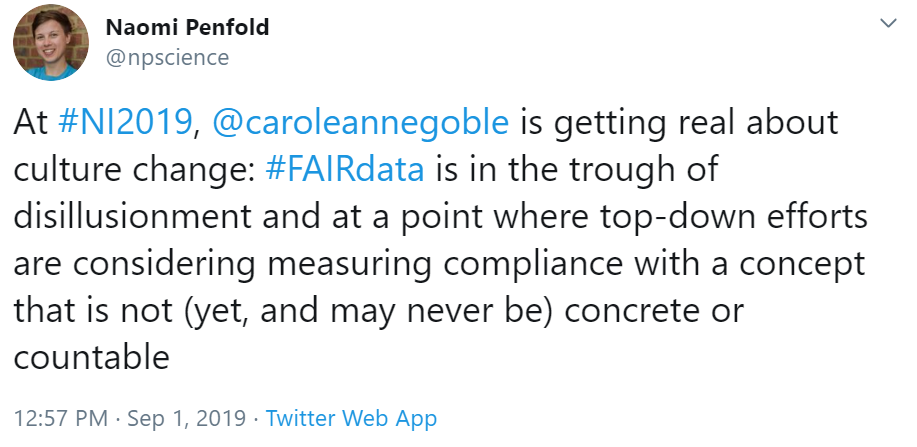 Naomi Penfold
@npscience
At #NI2019, @caroleannegoble is getting real about
culture change: #FAIRdata is in the trough of
disillusionment and at a point where top-down efforts
are considering measuring compliance with a concept
that is not (yet, and may never be) concrete or
countable
12:57 PM · Sep 1, 2019 · Twitter Web App